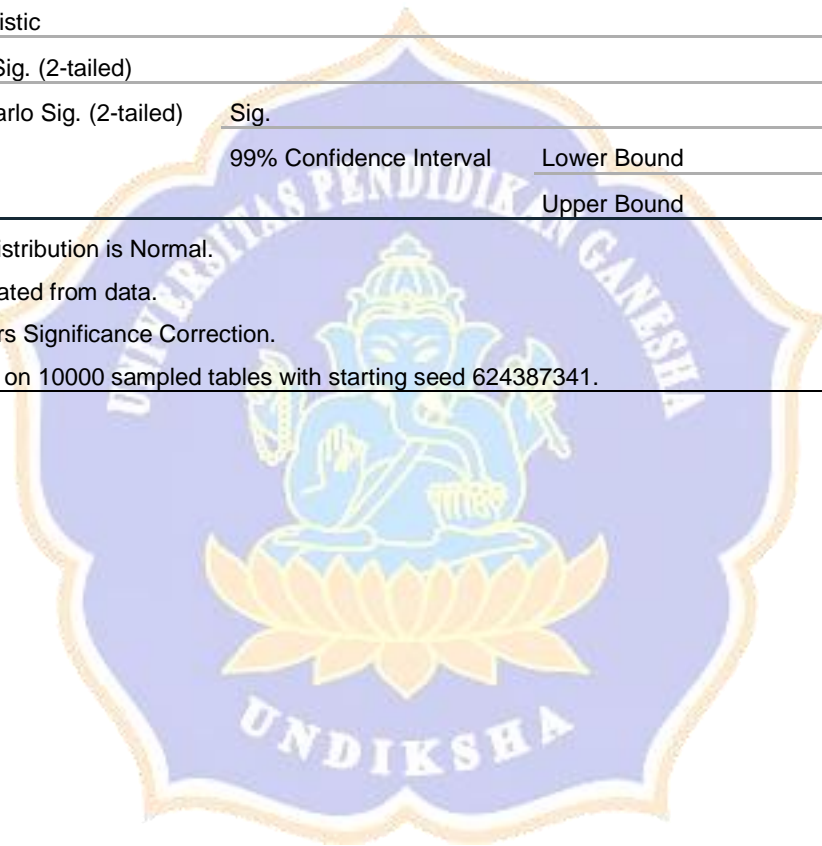 istic
Sig. (2-tailed)
arlo Sig. (2-tailed) Sig.
99% Confidence Interval Lower Bound
Upper Bound
istribution is Normal.
ated from data.
rs Significance Correction.
on 10000 sampled tables with starting seed 624387341.
UNIVERSITAS PENDIDIKAN GANESHA
UNDIKSHA